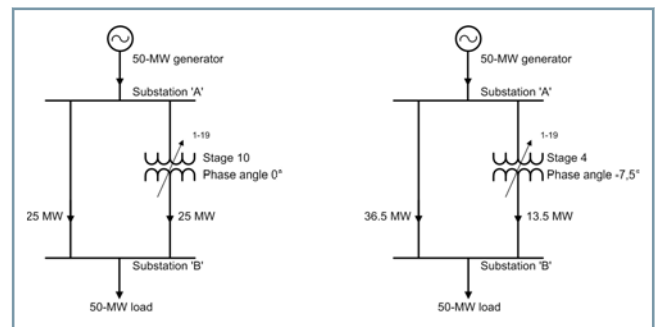 50-MW generator
Substation 'A'
1-19
Stage 10
Phase angle 0°
25 MW
25 MW
Substation 'B'
50-MW load
50-MW generator
Substation 'A'
1-19
Stage 4
Phase angle -7,5°
36.5 MW
13.5 MW
Substation 'B'
50-MW load